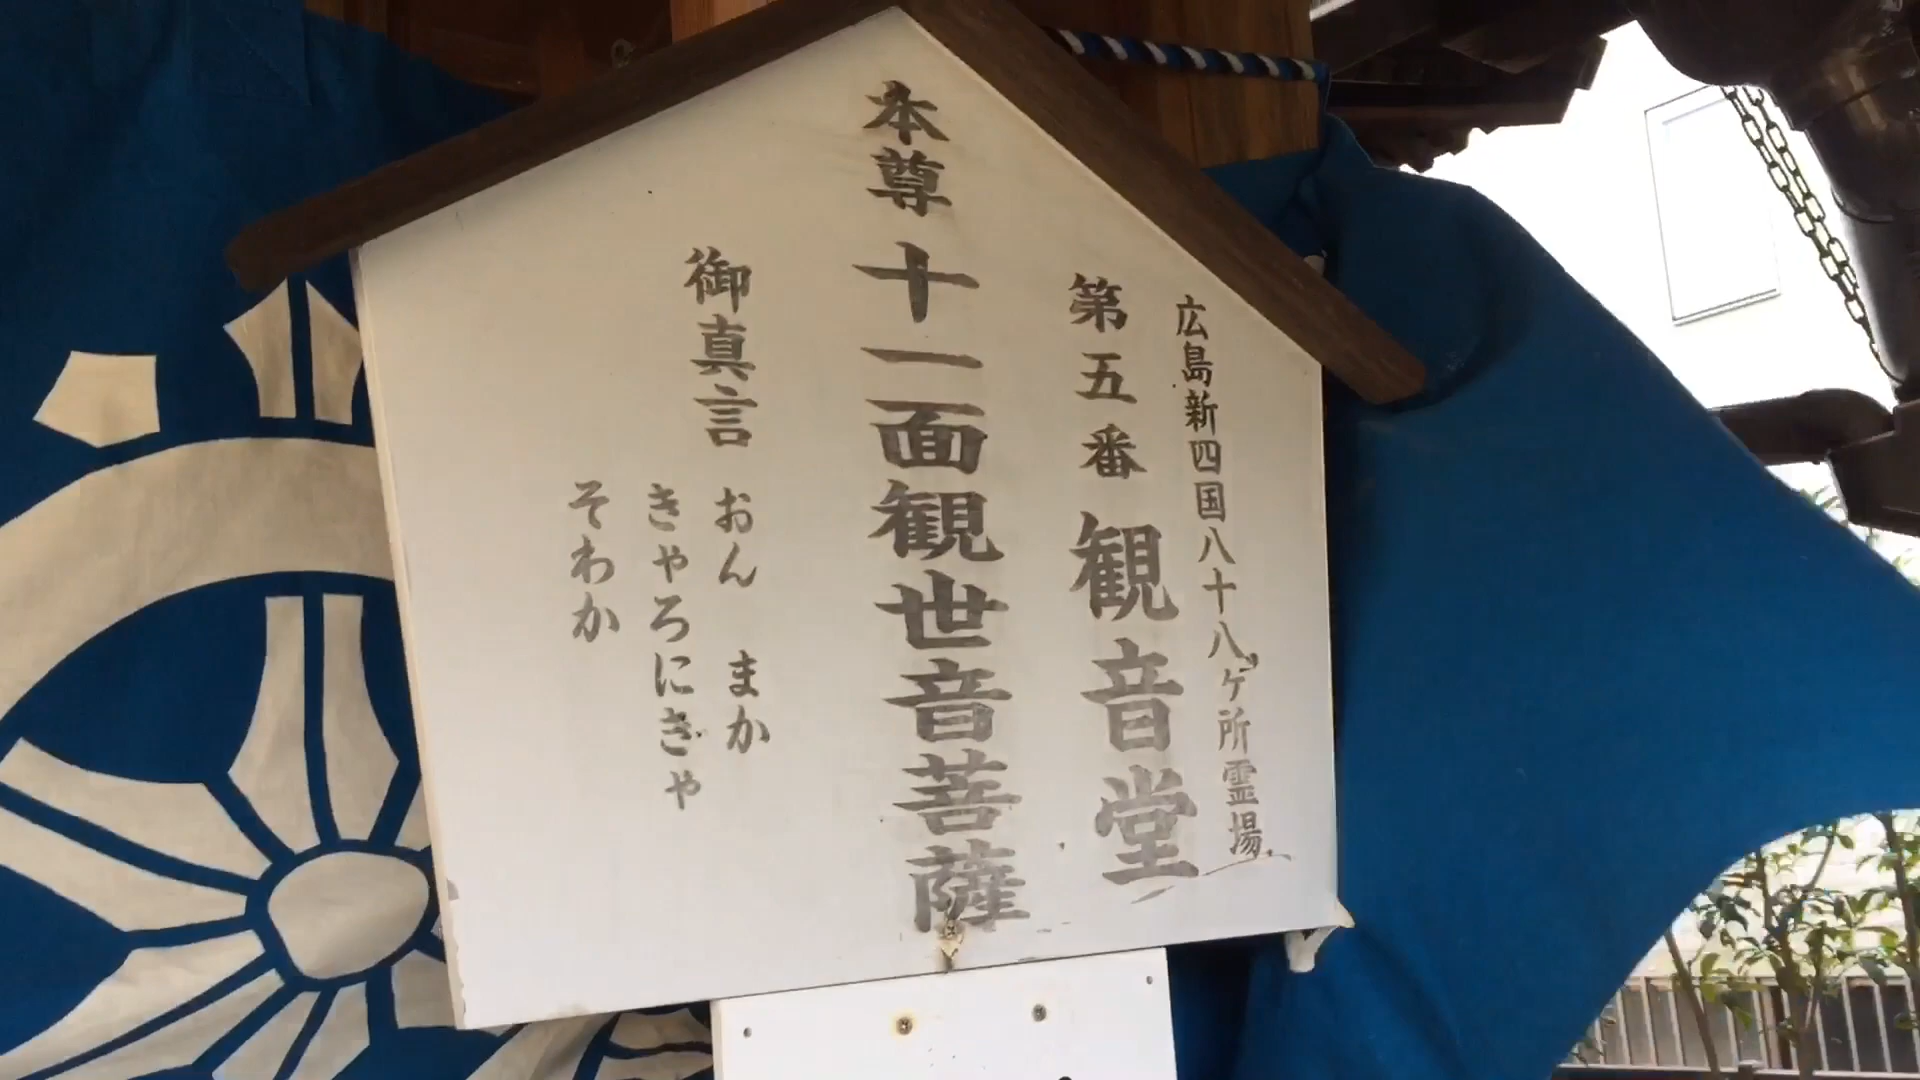 広島新四国八十八ヶ所霊場
第五番 観音堂
本尊 十一面観世音菩薩
御真言 おん まか
きゃろにぎゃ
そわか